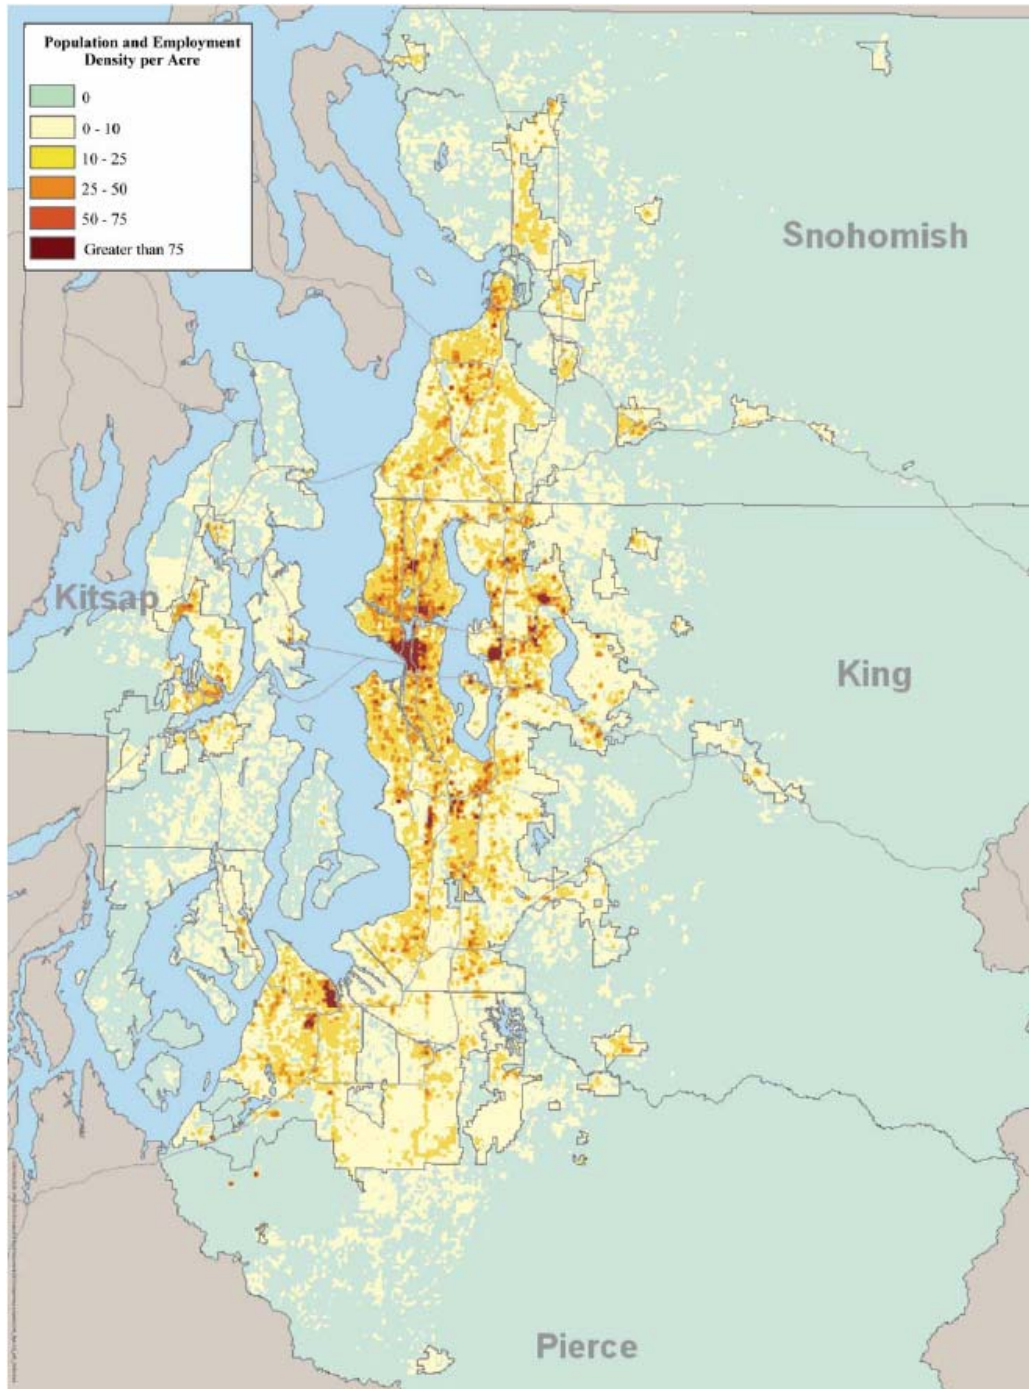 Population and Employment
Density per Acre
0
0 - 10
10 - 25
25 - 50
50 - 75
Greater than 75
Snohomish
Kitsap
King
Pierce